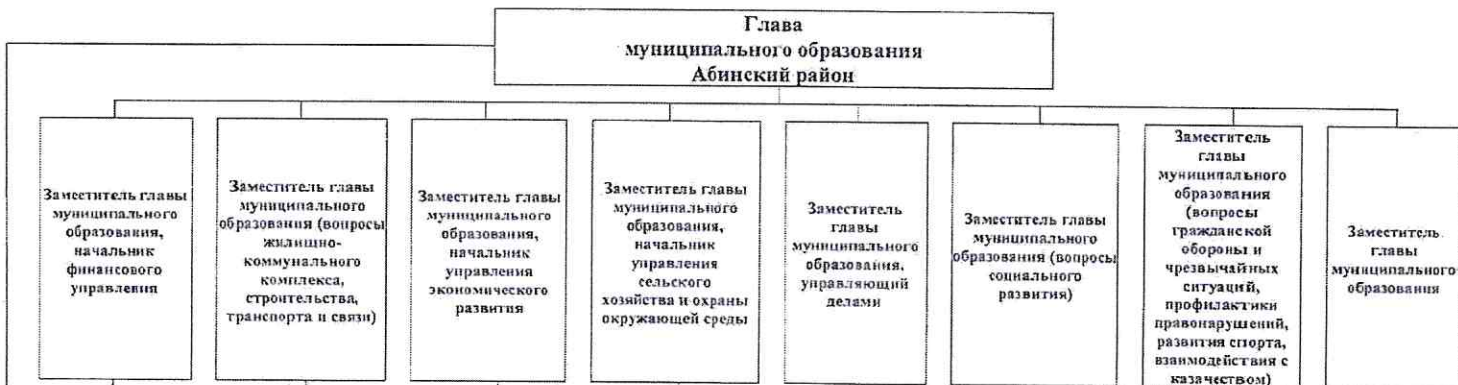 Глава
муниципального образования
Абинский район
Заместитель главы
муниципального
образования,
начальник
финансового
управления
Заместитель главы
муниципального
образования (вопросы
жилищно-
коммунального
комплекса,
строительства,
транспорта и связи)
Заместитель главы
муниципального
образования,
начальник
управления
экономического
развития
Заместитель главы
муниципального
образования,
начальник
управления
сельского
хозяйства и охраны
окружающей среды
Заместитель
главы
муниципального
образования,
управляющий
делами
Заместитель главы
муниципального
образования (вопросы
социального
развития)
Заместитель
главы
муниципального
образования
(вопросы
гражданской
обороны и
чрезвычайных
ситуаций,
профилактики
правонарушений,
развития спорта,
взаимодействия с
казачеством)
Заместитель
главы
муниципального
образования